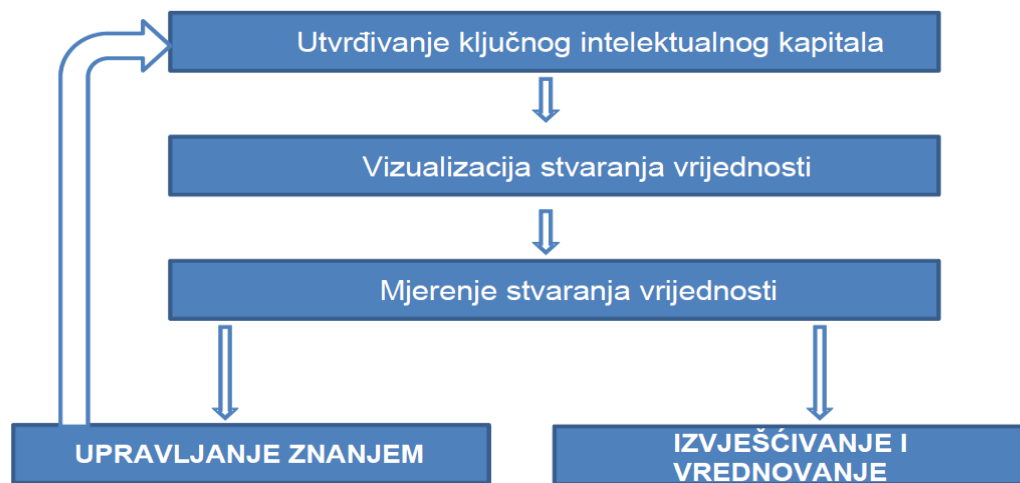 Utvrđivanje ključnog intelektualnog kapitala
Vizualizacija stvaranja vrijednosti
Mjerenje stvaranja vrijednosti
UPRAVLJANJE ZNANJEM
IZVJEŠĆIVANJE I
VREDNOVANJE